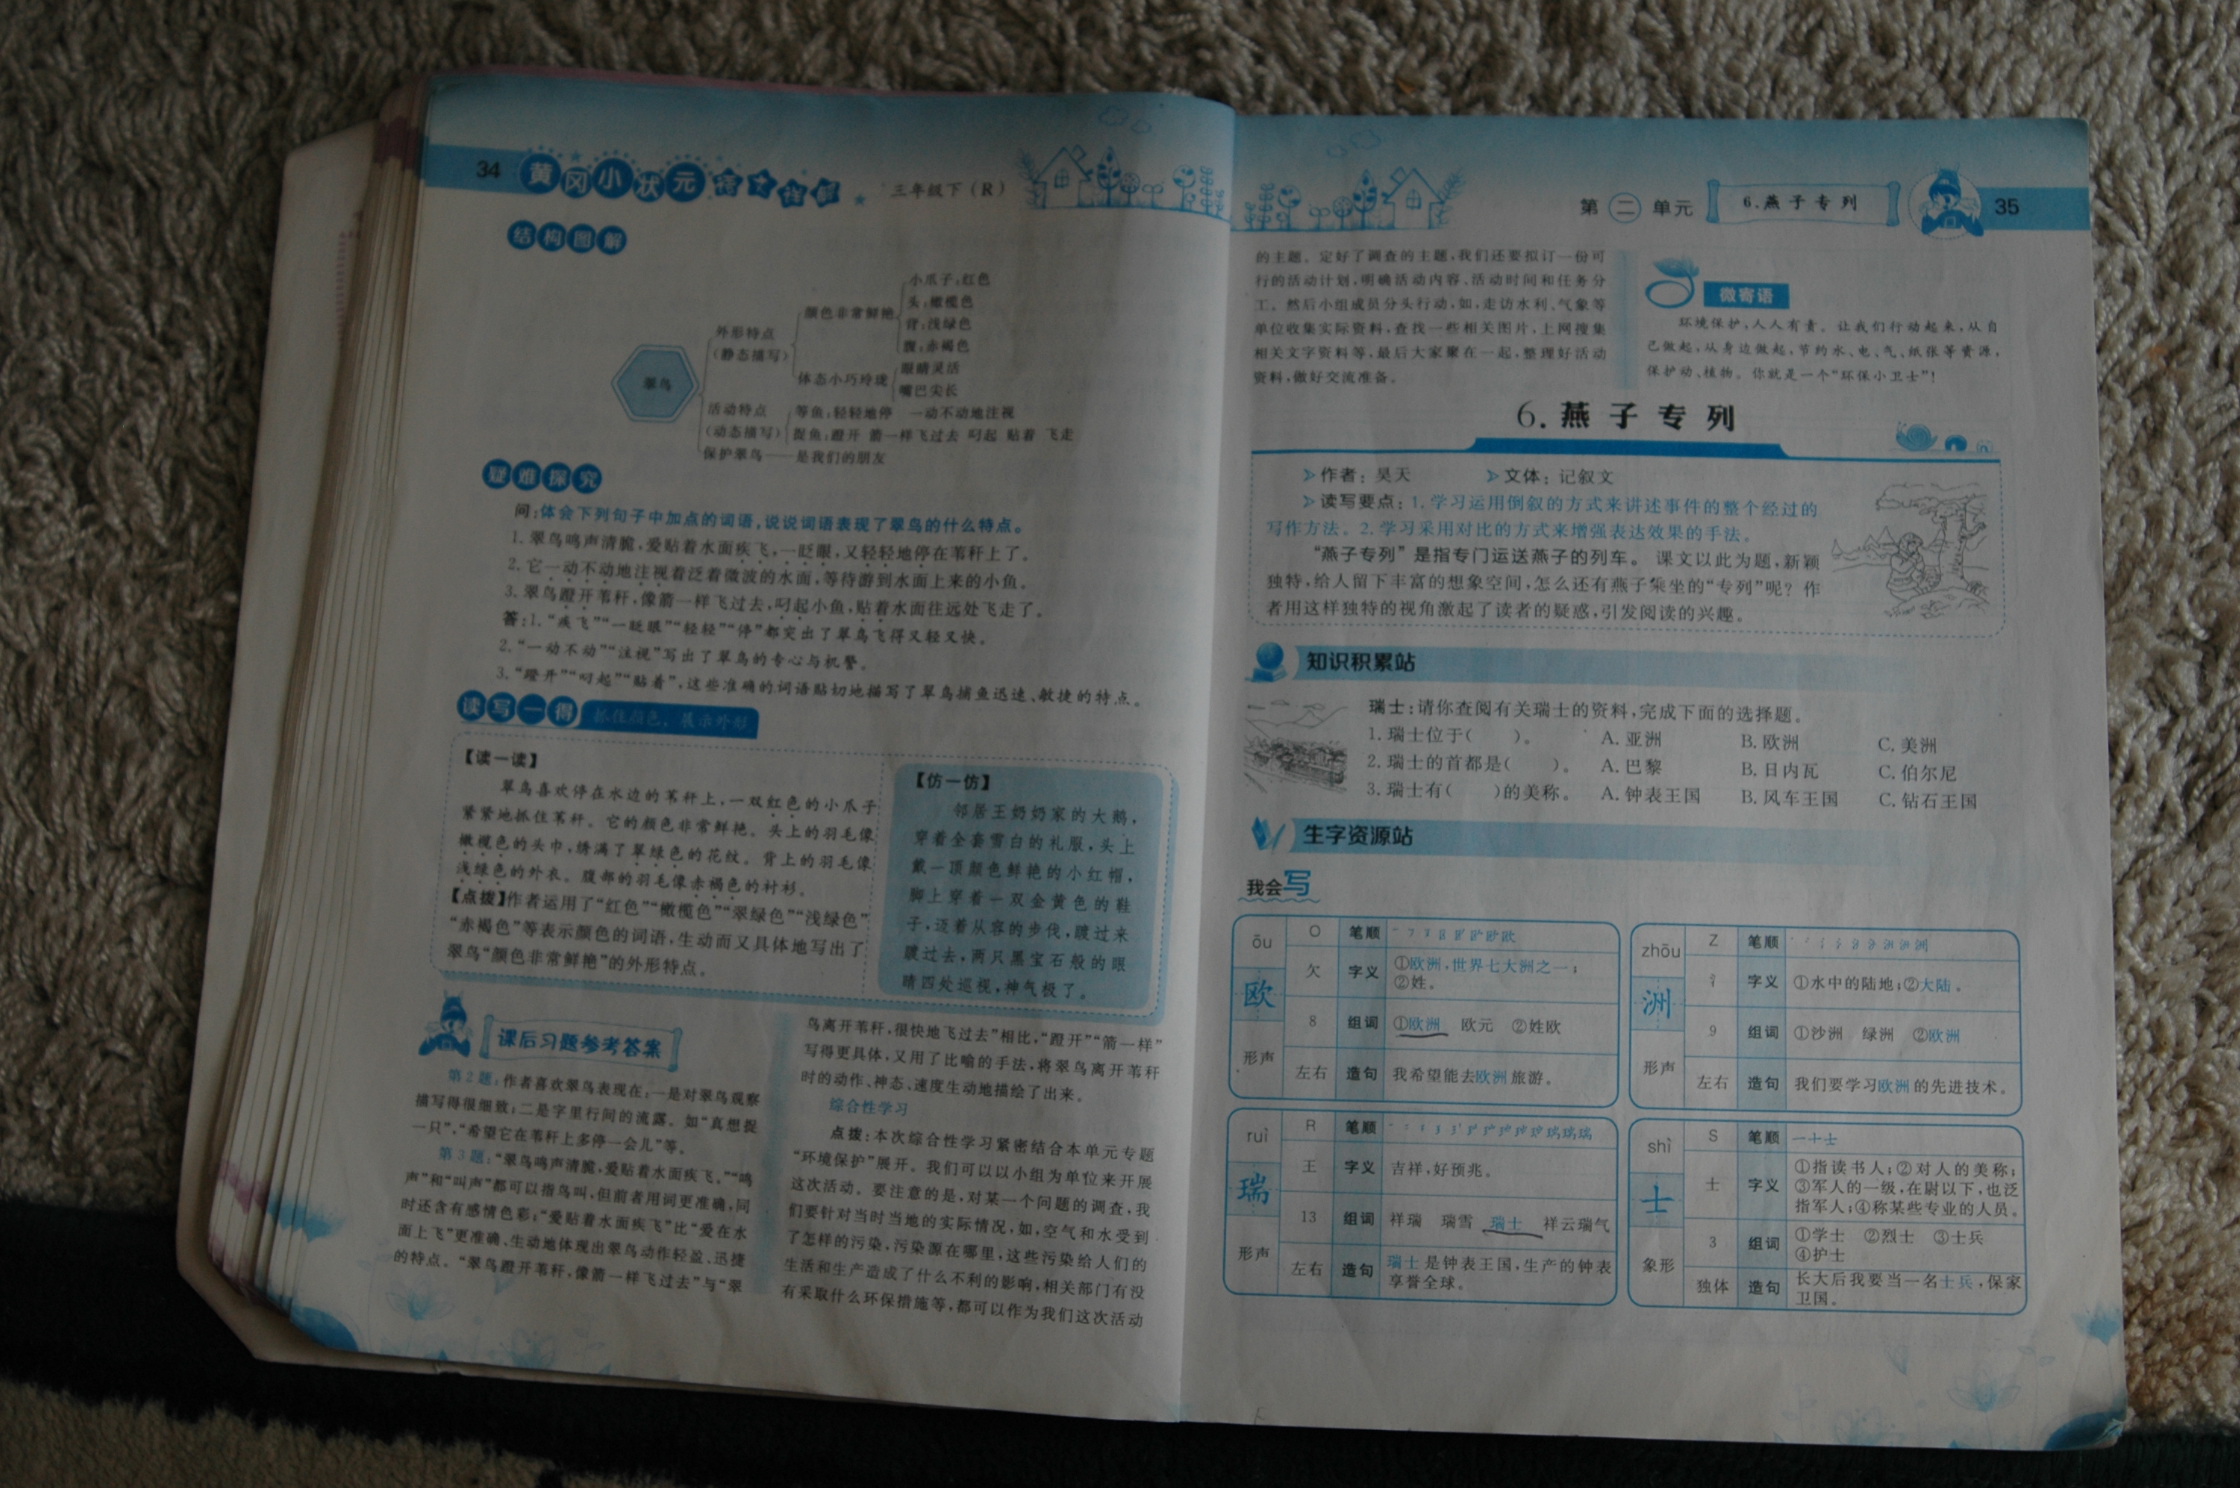 34
黄冈小状元
三年级下（R）
结构图解
翠鸟
外形特点
（静态描写）
颜色非常鲜艳
小爪子：红色
头：橄榄色
背：浅绿色
腹：赤褐色
体态小巧玲珑
眼睛灵活
嘴巴尖长
活动特点
（动态描写）
等鱼：轻轻地停 一动不动地注视
捉鱼：蹬开 箭一样飞过去 叼起 贴着 飞走
保护翠鸟——是我们的朋友
疑难探究
问：体会下列句子中加点的词语，说说词语表现了翠鸟的什么特点。
1. 翠鸟鸣声清脆，爱贴着水面疾飞，一眨眼，又轻轻地停在苇秆上了。
2. 它一动不动地注视着泛着微波的水面，等待游到水面上来的小鱼。
3. 翠鸟蹬开苇秆，像箭一样飞过去，叼起小鱼，贴着水面往远处飞走了。
答：1. “疾飞”“一眨眼”“轻轻”“停”都突出了翠鸟飞得又轻又快。
2. “一动不动”“注视”写出了翠鸟的专心与机警。
3. “蹬开”“叼起”“贴着”，这些准确的词语贴切地描写了翠鸟捕鱼迅速、敏捷的特点。
读写一得
抓住颜色，展示外形
【读一读】
翠鸟喜欢停在水边的苇秆上，一双红色的小爪子
紧紧地抓住苇秆。它的颜色非常鲜艳。头上的羽毛像
橄榄色的头巾，绣满了翠绿色的花纹。背上的羽毛像
浅绿色的外衣。腹部的羽毛像赤褐色的衬衫。
【点拨】作者运用了“红色”“橄榄色”“翠绿色”“浅绿色”
“赤褐色”等表示颜色的词语，生动而又具体地写出了
翠鸟“颜色非常鲜艳”的外形特点。
【仿一仿】
邻居王奶奶家的大鹅，
穿着全套雪白的礼服，头上
戴一顶颜色鲜艳的小红帽，
脚上穿着一双金黄色的鞋
子，迈着从容的步伐，踱过来
踱过去，两只黑宝石般的眼
睛四处巡视，神气极了。
课后习题参考答案
第2题：作者喜欢翠鸟表现在：一是对翠鸟观察
描写得很细致；二是字里行间的流露。如“真想捉
一只”，“希望它在苇秆上多停一会儿”等。
第3题：“翠鸟鸣声清脆，爱贴着水面疾飞，”“鸣
声”和“叫声”都可以指鸟叫，但前者用词更准确，同
时还含有感情色彩；“爱贴着水面疾飞”比“爱在水
面上飞”更准确、生动地体现出翠鸟动作轻盈、迅捷
的特点。“翠鸟蹬开苇秆，像箭一样飞过去”与“翠
鸟离开苇秆，很快地飞过去”相比，“蹬开”“箭一样”
写得更具体，又用了比喻的手法，将翠鸟离开苇秆
时的动作、神态、速度生动地描绘了出来。
综合性学习
点拨：本次综合性学习紧密结合本单元专题
“环境保护”展开。我们可以以小组为单位来开展
这次活动。要注意的是，对某一个问题的调查，我
们要针对当时当地的实际情况，如，空气和水受到
了怎样的污染，污染源在哪里，这些污染给人们的
生活和生产造成了什么不利的影响，相关部门有没
有采取什么环保措施等，都可以作为我们这次活动
第二单元
6.燕子专列
35
的主题。定好了调查的主题，我们还要拟订一份可
行的活动计划，明确活动内容、活动时间和任务分
工。然后小组成员分头行动，如，走访水利、气象等
单位收集实际资料，查找一些相关图片，上网搜集
相关文字资料等，最后大家聚在一起，整理好活动
资料，做好交流准备。
微寄语
环境保护，人人有责。让我们行动起来，从自
己做起，从身边做起，节约水、电、气、纸张等资源，
保护动、植物。你就是一个“环保小卫士”！
6. 燕子专列
作者：吴天
文体：记叙文
读写要点：1. 学习运用倒叙的方式来讲述事件的整个经过的
写作方法。2. 学习采用对比的方式来增强表达效果的手法。
“燕子专列”是指专门运送燕子的列车。课文以此为题，新颖
独特，给人留下丰富的想象空间，怎么还有燕子乘坐的“专列”呢？作
者用这样独特的视角激起了读者的疑惑，引发阅读的兴趣。
知识积累站
瑞士：请你查阅有关瑞士的资料，完成下面的选择题。
1. 瑞士位于（ ）。 A. 亚洲 B. 欧洲 C. 美洲
2. 瑞士的首都是（ ）。 A. 巴黎 B. 日内瓦 C. 伯尔尼
3. 瑞士有（ ）的美称。 A. 钟表王国 B. 风车王国 C. 钻石王国
生字资源站
我会写
ōu
欧
形声
O
欠
8
左右
笔顺
字义 ①欧洲，世界七大洲之一；
②姓。
组词 ①欧洲 欧元 ②姓欧
造句 我希望能去欧洲旅游。
zhōu
洲
形声
Z
氵
9
左右
笔顺
字义 ①水中的陆地；②大陆。
组词 ①沙洲 绿洲 ②欧洲
造句 我们要学习欧洲的先进技术。
ruì
瑞
形声
R
王
13
左右
笔顺
字义 吉祥，好预兆。
组词 祥瑞 瑞雪 瑞士 祥云瑞气
造句 瑞士是钟表王国，生产的钟表
享誉全球。
shì
士
象形
S
士
3
独体
笔顺 一十士
字义 ①指读书人；②对人的美称；
③军人的一级，在尉以下，也泛
指军人；④称某些专业的人员。
组词 ①学士 ②烈士 ③士兵
④护士
造句 长大后我要当一名士兵，保家
卫国。